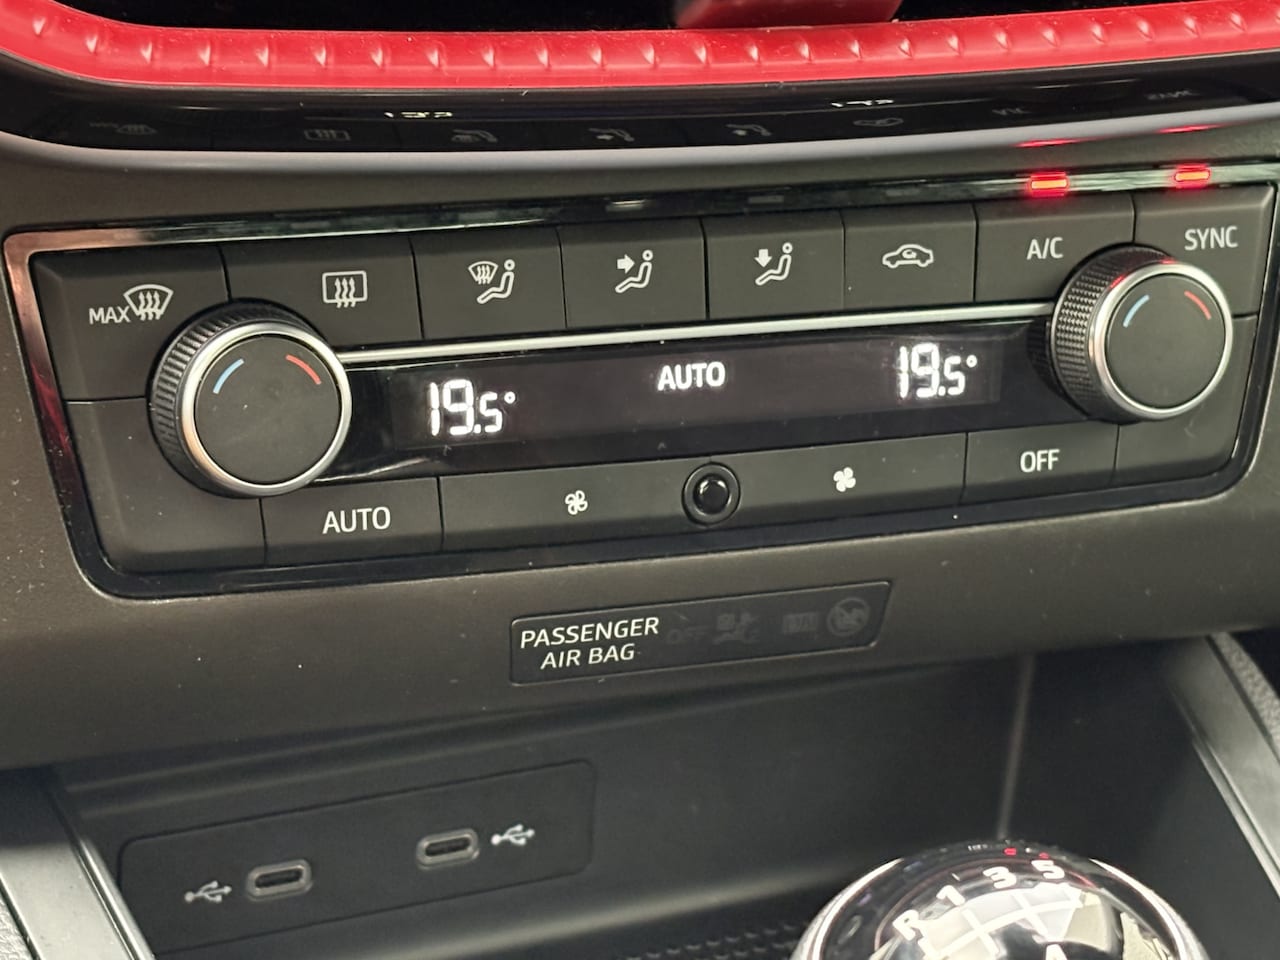 MAX
A/C
SYNC
19.5°
AUTO
19.5°
AUTO
OFF
PASSENGER
AIR BAG
OFF
R 1 3 5